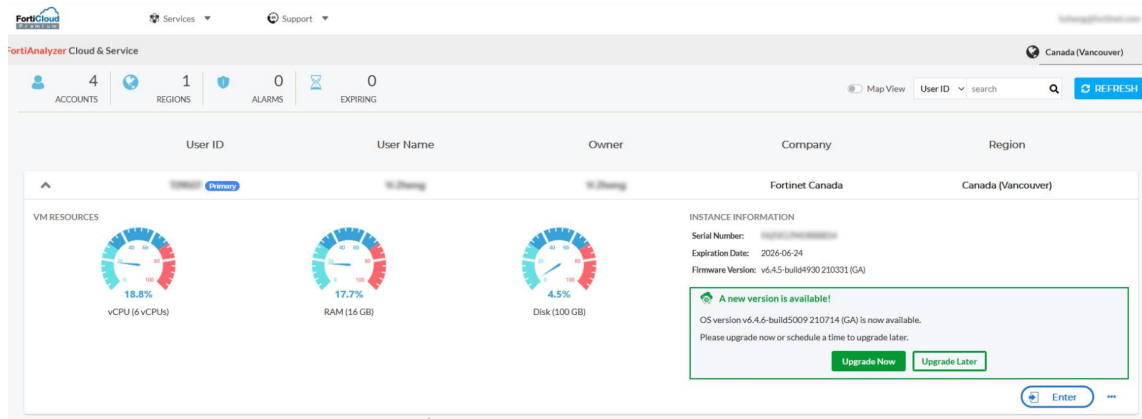 FortiCloud
Premium
Services
Support
FortiAnalyzer Cloud & Service
Canada (Vancouver)
4
ACCOUNTS
1
REGIONS
0
ALARMS
0
EXPIRING
Map View
User ID
search
REFRESH
User ID
User Name
Owner
Company
Region
Primary
Fortinet Canada
Canada (Vancouver)
VM RESOURCES
18.8%
vCPU (6 vCPUs)
17.7%
RAM (16 GB)
4.5%
Disk (100 GB)
INSTANCE INFORMATION
Serial Number:
Expiration Date: 2026-06-24
Firmware Version: v6.4.5-build4930 210331 (GA)
A new version is available!
OS version v6.4.6-build5009 210714 (GA) is now available.
Please upgrade now or schedule a time to upgrade later.
Upgrade Now
Upgrade Later
Enter